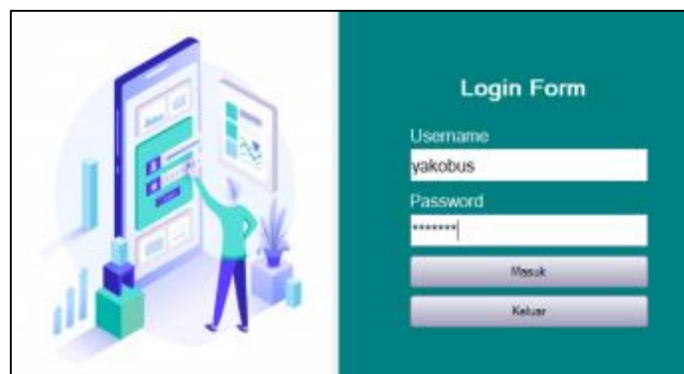 Login Form
Username
yakobus
Password
*******
Masuk
Keluar